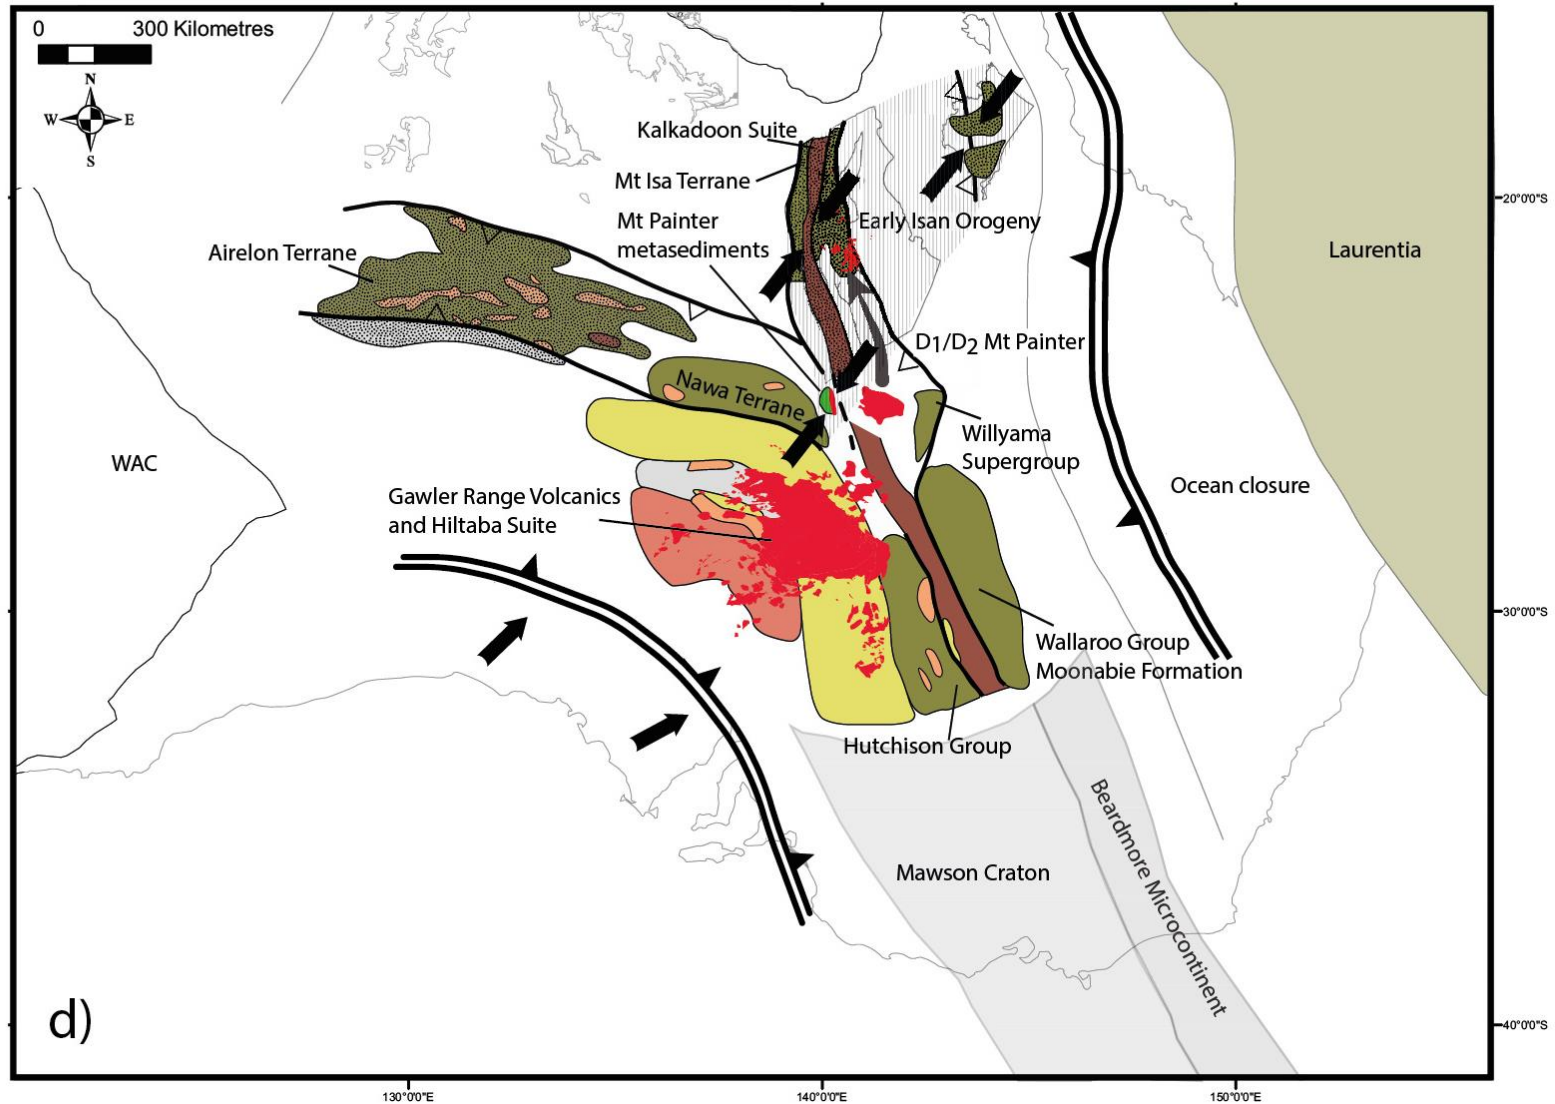 0 300 Kilometres
N
W E
S
Kalkadoon Suite
Mt Isa Terrane
Mt Painter
metasediments
Early Isan Orogeny
20°0'0"S
Airelon Terrane
Laurentia
D1/D2 Mt Painter
Nawa Terrane
Willyama
Supergroup
WAC
Gawler Range Volcanics
and Hiltaba Suite
Ocean closure
30°0'0"S
Wallaroo Group
Moonabie Formation
Hutchison Group
Mawson Craton
Beardmore Microcontinent
d)
40°0'0"S
130°0'0"E
140°0'0"E
150°0'0"E